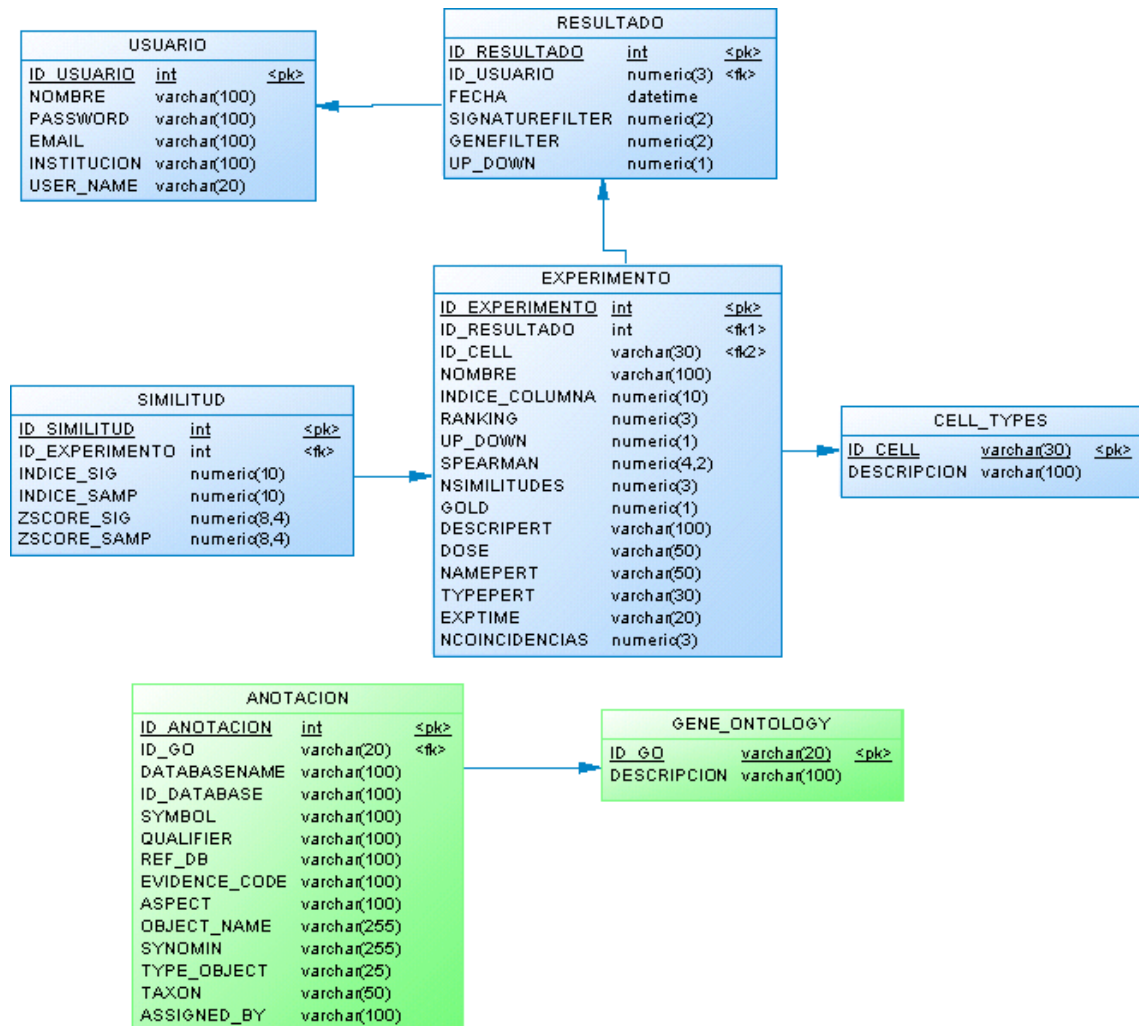 USUARIO
ID_USUARIO int <pk>
NOMBRE varchar(100)
PASSWORD varchar(100)
EMAIL varchar(100)
INSTITUCION varchar(100)
USER_NAME varchar(20)
RESULTADO
ID_RESULTADO int <pk>
ID_USUARIO numeric(3) <fk>
FECHA datetime
SIGNATUREFILTER numeric(2)
GENEFILTER numeric(2)
UP_DOWN numeric(1)
EXPERIMENTO
ID_EXPERIMENTO int <pk>
ID_RESULTADO int <fk1>
ID_CELL varchar(30) <fk2>
NOMBRE varchar(100)
INDICE_COLUMNA numeric(10)
RANKING numeric(3)
UP_DOWN numeric(1)
SPEARMAN numeric(4,2)
NSIMILITUDES numeric(3)
GOLD numeric(1)
DESCRIPERT varchar(100)
DOSE varchar(50)
NAMEPERT varchar(50)
TYPEPERT varchar(30)
EXPTIME varchar(20)
NCOINCIDENCIAS numeric(3)
SIMILITUD
ID_SIMILITUD int <pk>
ID_EXPERIMENTO int <fk>
INDICE_SIG numeric(10)
INDICE_SAMP numeric(10)
ZSCORE_SIG numeric(8,4)
ZSCORE_SAMP numeric(8,4)
CELL_TYPES
ID_CELL varchar(30) <pk>
DESCRIPCION varchar(100)
ANOTACION
ID_ANOTACION int <pk>
ID_GO varchar(20) <fk>
DATABASENAME varchar(100)
ID_DATABASE varchar(100)
SYMBOL varchar(100)
QUALIFIER varchar(100)
REF_DB varchar(100)
EVIDENCE_CODE varchar(100)
ASPECT varchar(100)
OBJECT_NAME varchar(255)
SYNOMIN varchar(255)
TYPE_OBJECT varchar(25)
TAXON varchar(50)
ASSIGNED_BY varchar(100)
GENE_ONTOLOGY
ID_GO varchar(20) <pk>
DESCRIPCION varchar(100)